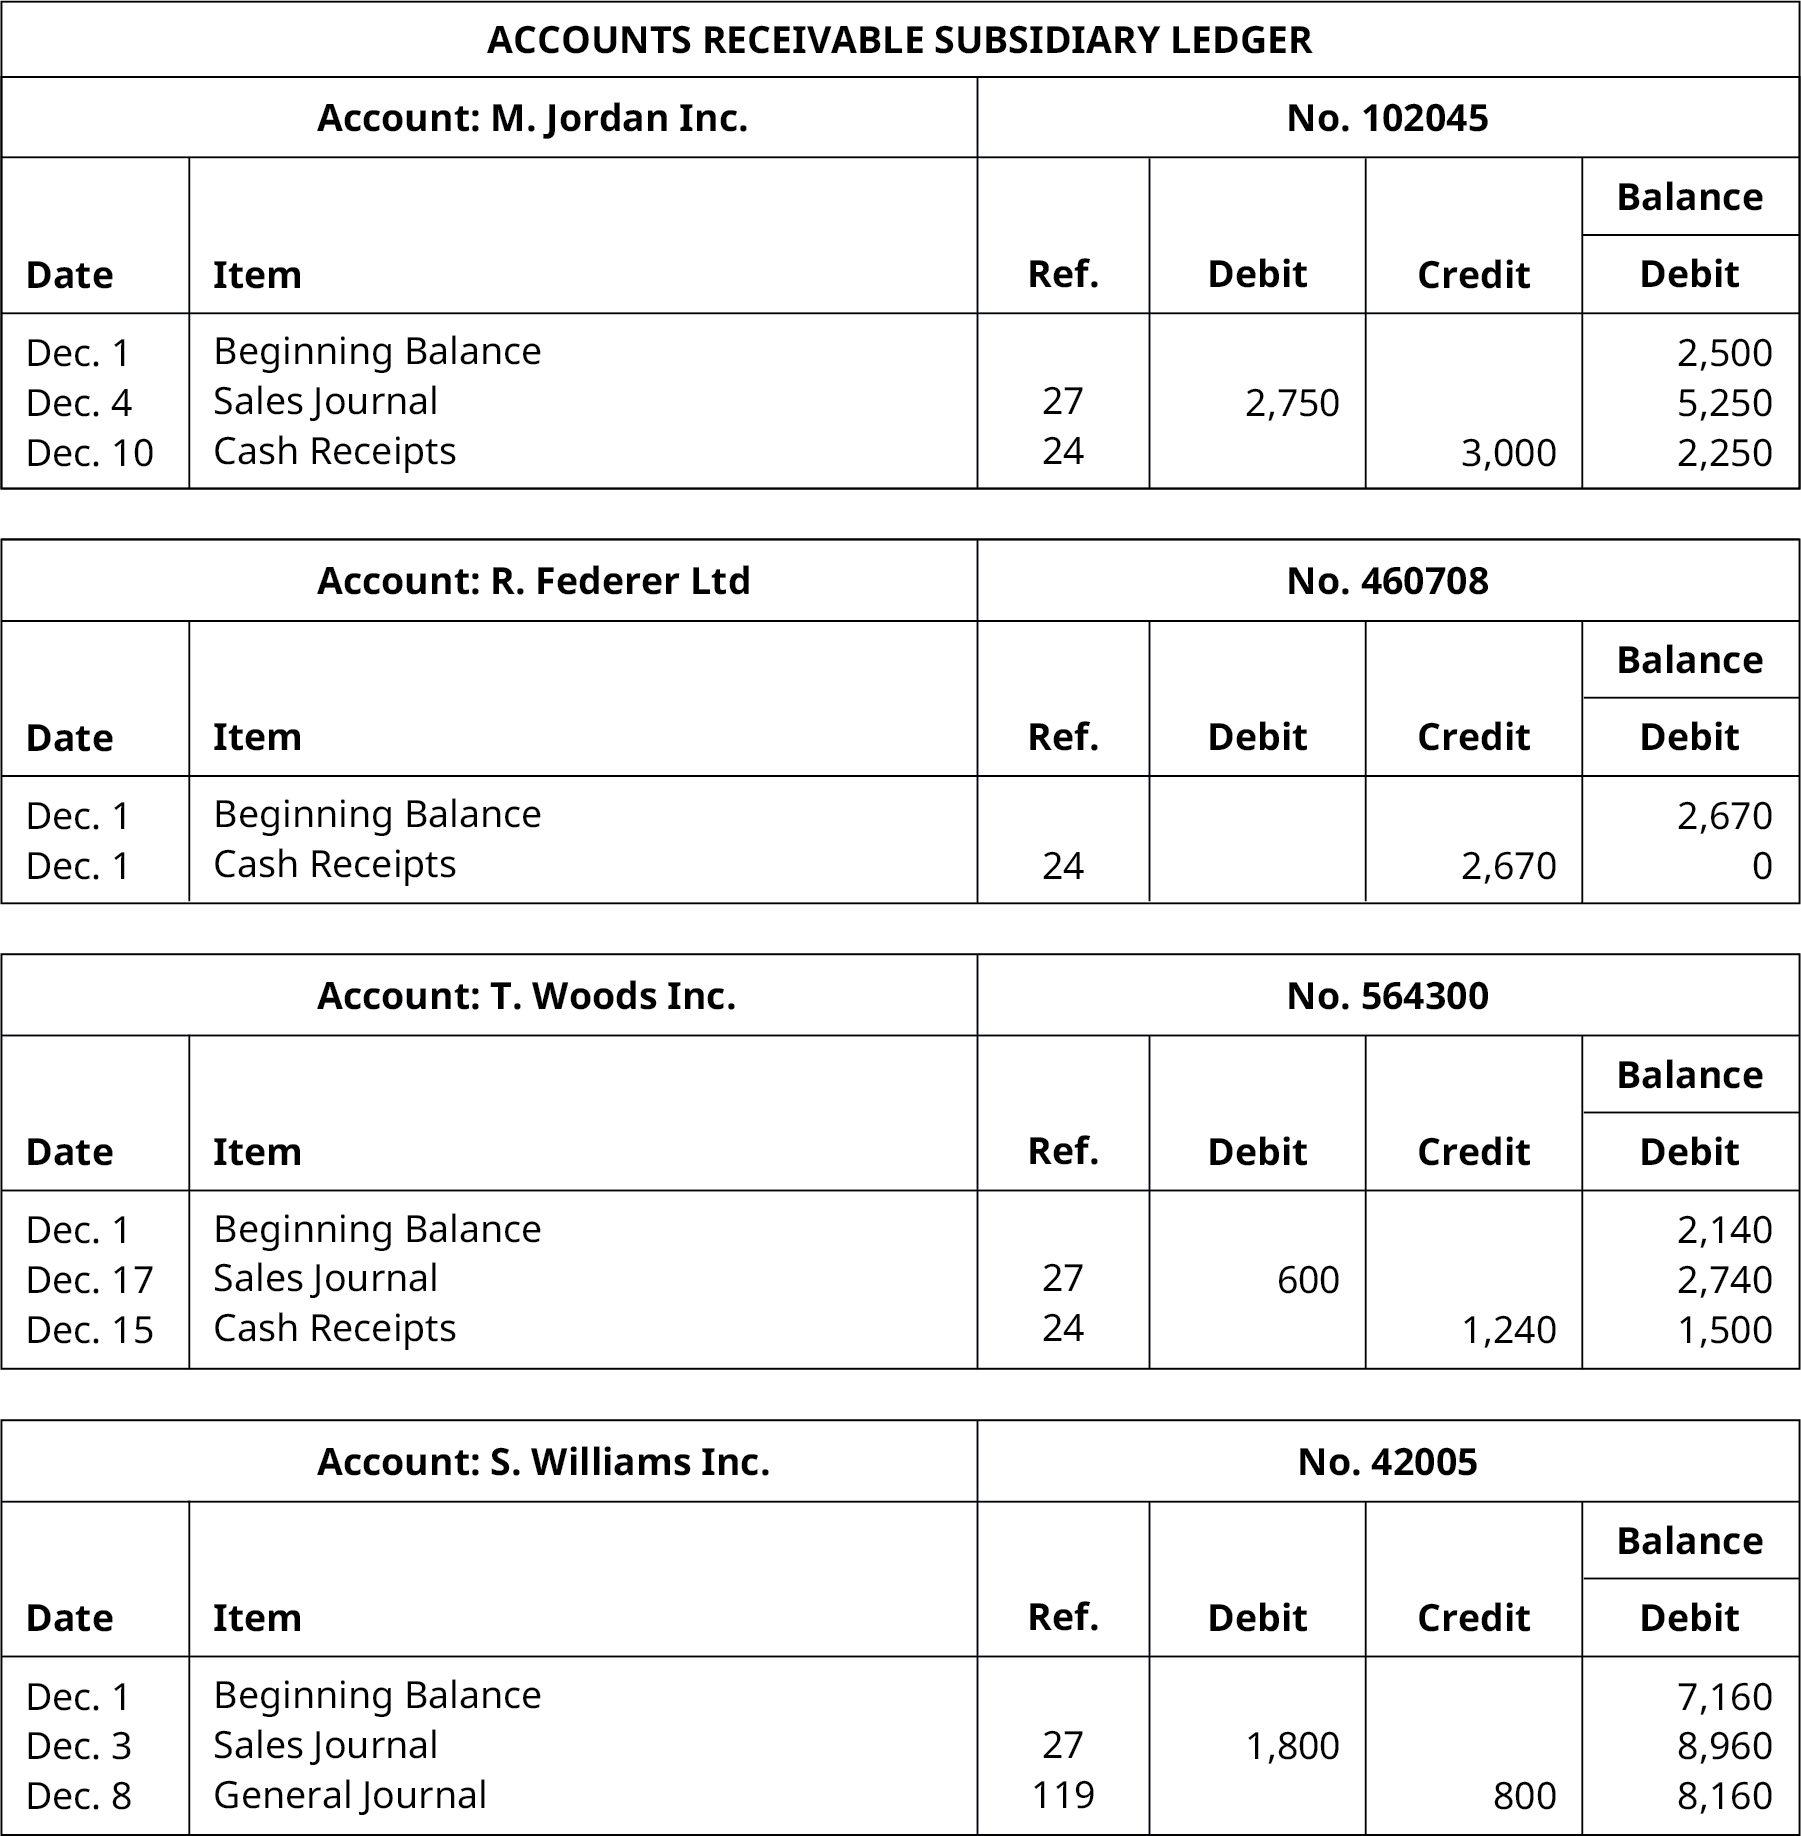 ACCOUNTS RECEIVABLE SUBSIDIARY LEDGER
Account: M. Jordan Inc. No. 102045
Balance
Date Item Ref. Debit Credit Debit
Dec. 1 Beginning Balance 2,500
Dec. 4 Sales Journal 27 2,750 5,250
Dec. 10 Cash Receipts 24 3,000 2,250
Account: R. Federer Ltd No. 460708
Balance
Date Item Ref. Debit Credit Debit
Dec. 1 Beginning Balance 2,670
Dec. 1 Cash Receipts 24 2,670 0
Account: T. Woods Inc. No. 564300
Balance
Date Item Ref. Debit Credit Debit
Dec. 1 Beginning Balance 2,140
Dec. 17 Sales Journal 27 600 2,740
Dec. 15 Cash Receipts 24 1,240 1,500
Account: S. Williams Inc. No. 42005
Balance
Date Item Ref. Debit Credit Debit
Dec. 1 Beginning Balance 7,160
Dec. 3 Sales Journal 27 1,800 8,960
Dec. 8 General Journal 119 800 8,160